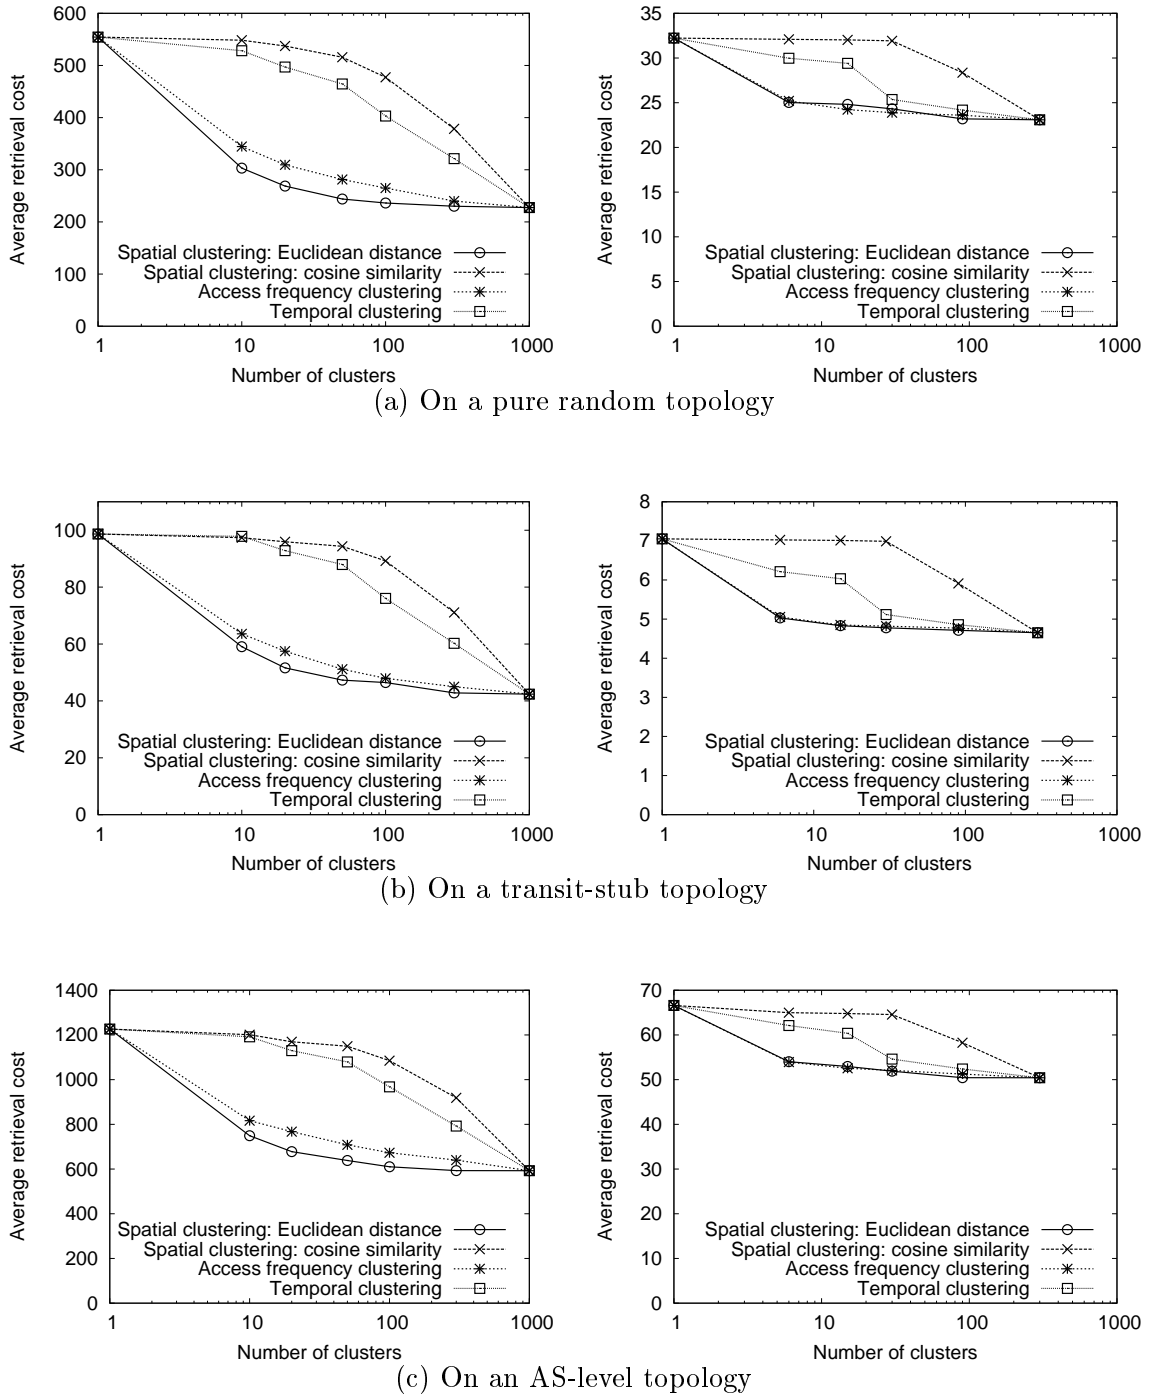 600
500
400
300
200
100
0
Average retrieval cost
Spatial clustering: Euclidean distance
Spatial clustering: cosine similarity
Access frequency clustering
Temporal clustering
1 10 100 1000
Number of clusters
35
30
25
20
15
10
5
0
Average retrieval cost
Spatial clustering: Euclidean distance
Spatial clustering: cosine similarity
Access frequency clustering
Temporal clustering
1 10 100 1000
Number of clusters
(a) On a pure random topology
100
80
60
40
20
0
Average retrieval cost
Spatial clustering: Euclidean distance
Spatial clustering: cosine similarity
Access frequency clustering
Temporal clustering
1 10 100 1000
Number of clusters
8
7
6
5
4
3
2
1
0
Average retrieval cost
Spatial clustering: Euclidean distance
Spatial clustering: cosine similarity
Access frequency clustering
Temporal clustering
1 10 100 1000
Number of clusters
(b) On a transit-stub topology
1400
1200
1000
800
600
400
200
0
Average retrieval cost
Spatial clustering: Euclidean distance
Spatial clustering: cosine similarity
Access frequency clustering
Temporal clustering
1 10 100 1000
Number of clusters
70
60
50
40
30
20
10
0
Average retrieval cost
Spatial clustering: Euclidean distance
Spatial clustering: cosine similarity
Access frequency clustering
Temporal clustering
1 10 100 1000
Number of clusters
(c) On an AS-level topology